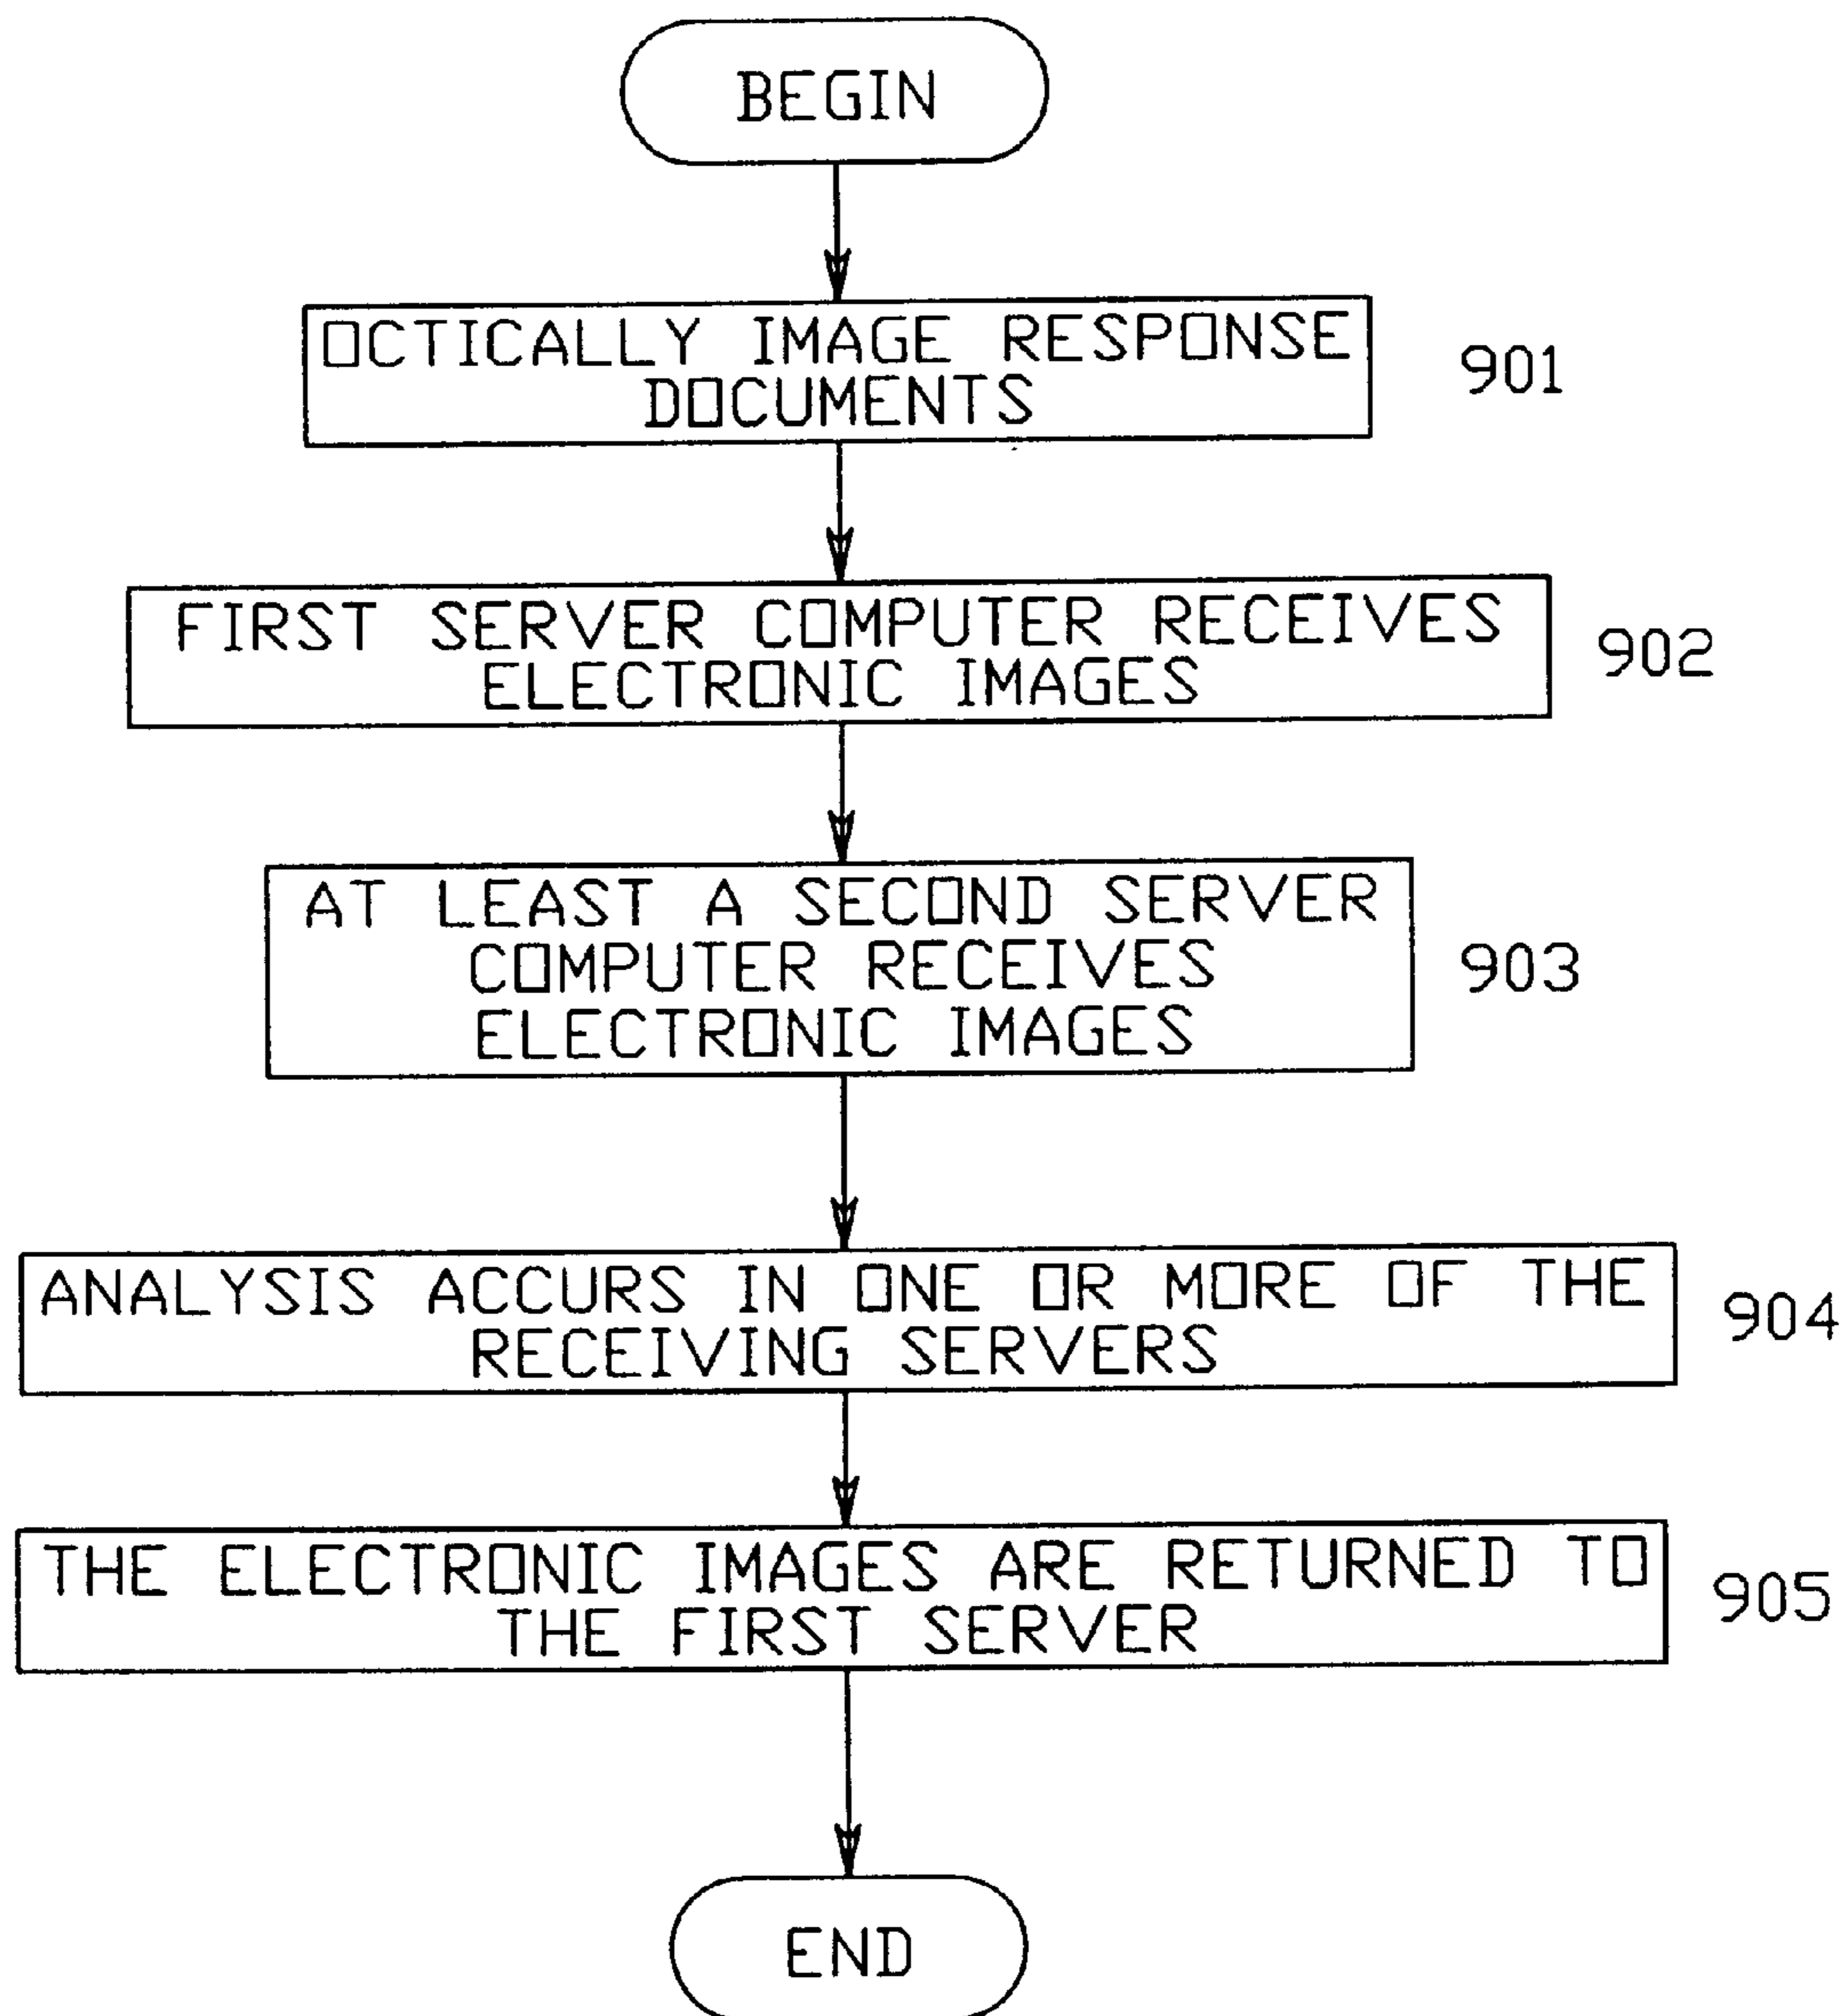 BEGIN
OCTICALLY IMAGE RESPONSE
DOCUMENTS
901
FIRST SERVER COMPUTER RECEIVES
ELECTRONIC IMAGES
902
AT LEAST A SECOND SERVER
COMPUTER RECEIVES
ELECTRONIC IMAGES
903
ANALYSIS ACCURS IN ONE OR MORE OF THE
RECEIVING SERVERS
904
THE ELECTRONIC IMAGES ARE RETURNED TO
THE FIRST SERVER
905
END